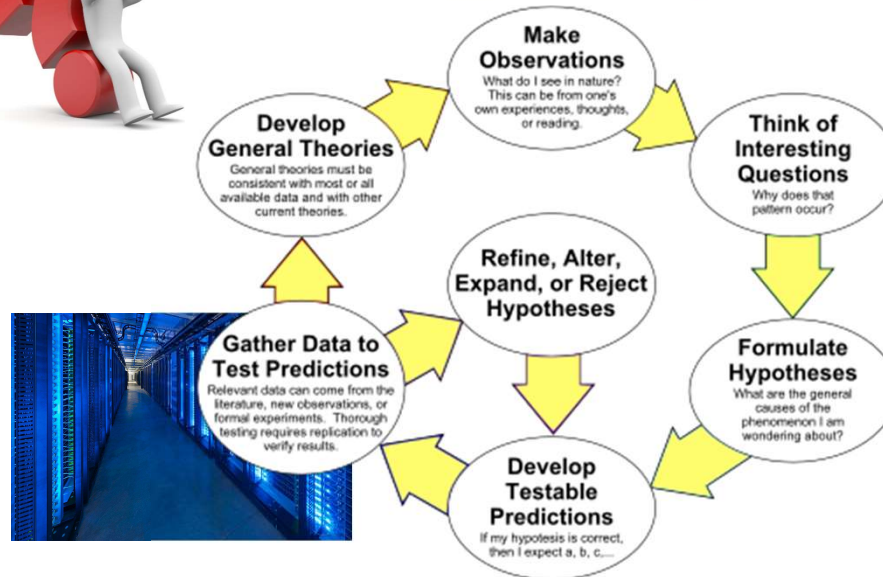 Make
Observations
What do I see in nature?
This can be from one's
own experiences, thoughts,
or reading.
Think of
Interesting
Questions
Why does that
pattern occur?
Formulate
Hypotheses
What are the general
causes of the
phenomenon I am
wondering about?
Develop
Testable
Predictions
If my hypotesis is correct,
then I expect a, b, c,...
Gather Data to
Test Predictions
Relevant data can come from the
literature, new observations, or
formal experiments. Thorough
testing requires replication to
verify results.
Refine, Alter,
Expand, or Reject
Hypotheses
Develop
General Theories
General theories must be
consistent with most or all
available data and with other
current theories.